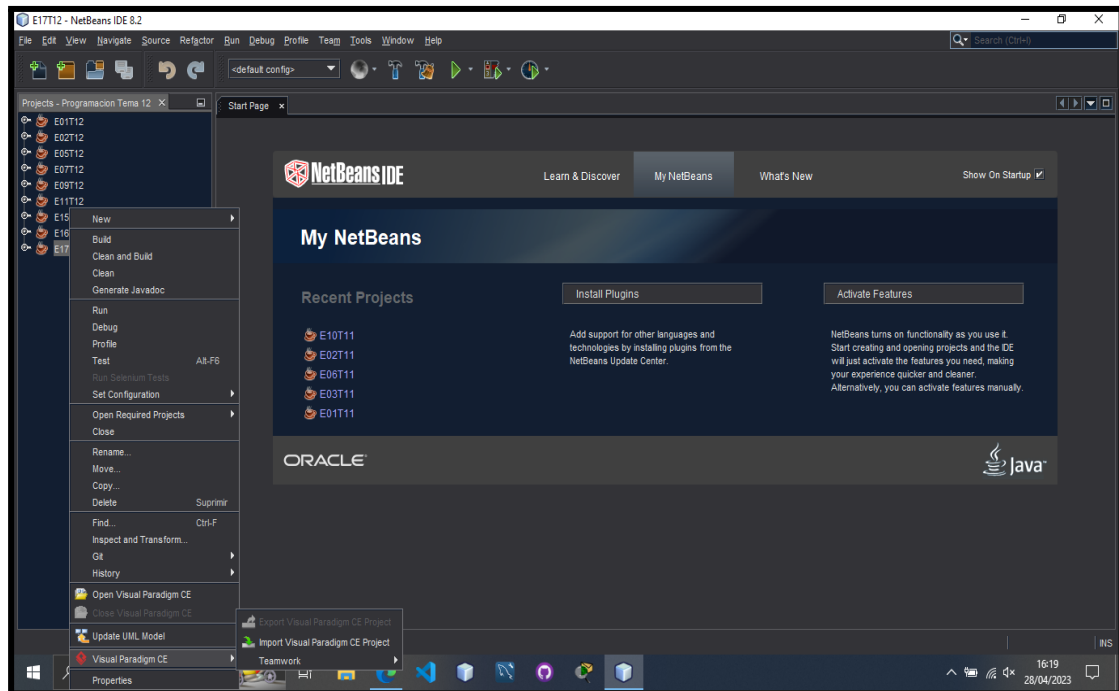 E17T12 - NetBeans IDE 8.2
File Edit View Navigate Source Refactor Run Debug Profile Team Tools Window Help
Search (Ctrl+I)
<default config>
Projects - Programacion Tema 12
Start Page
E01T12
E02T12
E05T12
E07T12
E09T12
E11T12
E15
E16
E17
New
Build
Clean and Build
Clean
Generate Javadoc
Run
Debug
Profile
Test Alt-F6
Run Selenium Tests
Set Configuration
Open Required Projects
Close
Rename...
Move...
Copy...
Delete Suprimir
Find... Ctrl-F
Inspect and Transform...
Git
History
Open Visual Paradigm CE
Close Visual Paradigm CE
Update UML Model
Visual Paradigm CE
Properties
Export Visual Paradigm CE Project
Import Visual Paradigm CE Project
Teamwork
NetBeans IDE
Learn & Discover
My NetBeans
What's New
Show On Startup
My NetBeans
Recent Projects
E10T11
E02T11
E06T11
E03T11
E01T11
Install Plugins
Add support for other languages and
technologies by installing plugins from the
NetBeans Update Center.
Activate Features
NetBeans turns on functionality as you use it.
Start creating and opening projects and the IDE
will just activate the features you need, making
your experience quicker and cleaner.
Alternatively, you can activate features manually.
ORACLE
Java
INS
16:19
28/04/2023